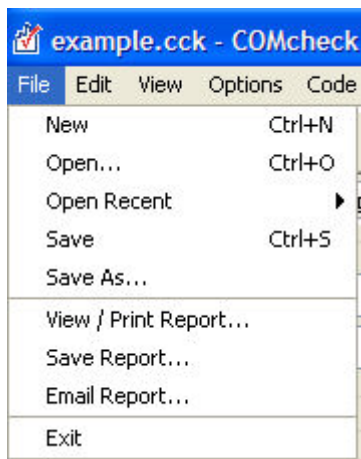 example.cck - COMcheck
File Edit View Options Code
New Ctrl+N
Open... Ctrl+O
Open Recent
Save Ctrl+S
Save As...
View / Print Report...
Save Report...
Email Report...
Exit